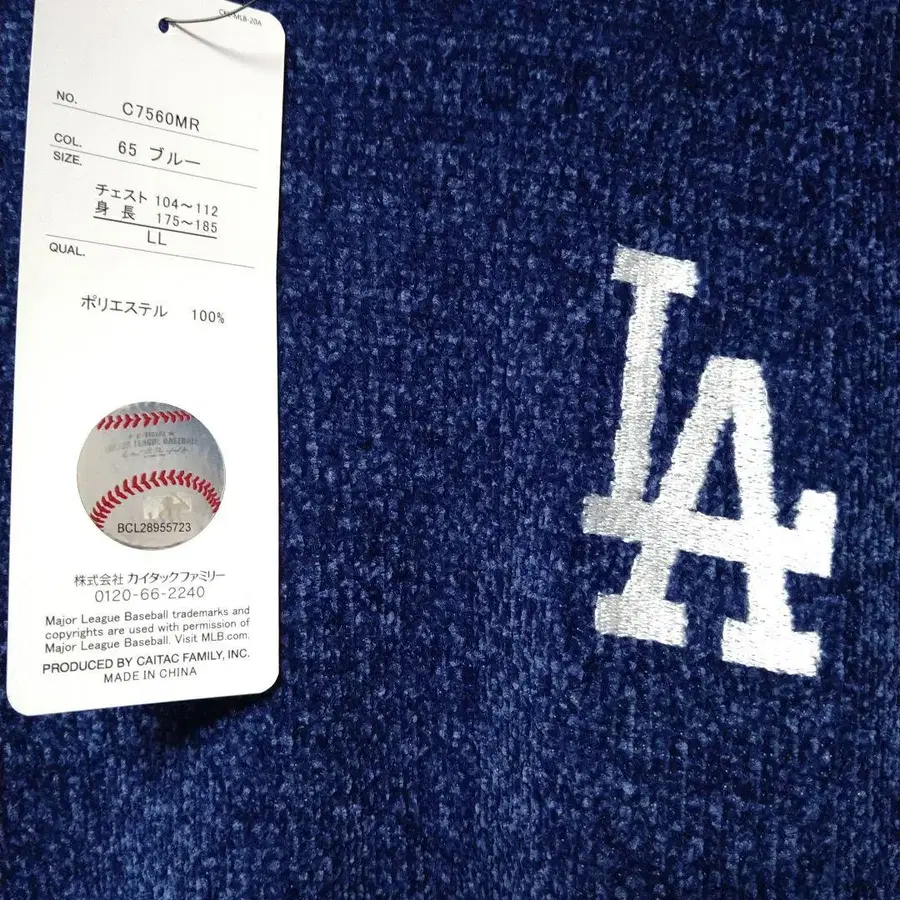 NO. C7560MR
COL. 65 ブルー
SIZE.
チェスト 104～112
身長 175～185
LL
QUAL.
ポリエステル 100%
BCL28955723
株式会社 カイタックファミリー
0120-66-2240
Major League Baseball trademarks and
copyrights are used with permission of
Major League Baseball. Visit MLB.com.
PRODUCED BY CAITAC FAMILY, INC.
MADE IN CHINA
LA